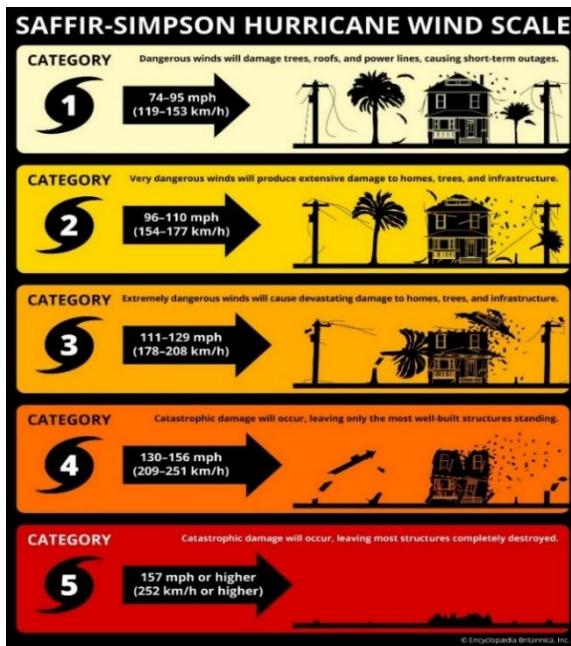 SAFFIR-SIMPSON HURRICANE WIND SCALE
CATEGORY
Dangerous winds will damage trees, roofs, and power lines, causing short-term outages.
1
74–95 mph
(119–153 km/h)
CATEGORY
Very dangerous winds will produce extensive damage to homes, trees, and infrastructure.
2
96–110 mph
(154–177 km/h)
CATEGORY
Extremely dangerous winds will cause devastating damage to homes, trees, and infrastructure.
3
111–129 mph
(178–208 km/h)
CATEGORY
Catastrophic damage will occur, leaving only the most well-built structures standing.
4
130–156 mph
(209–251 km/h)
CATEGORY
Catastrophic damage will occur, leaving most structures completely destroyed.
5
157 mph or higher
(252 km/h or higher)
© Encyclopædia Britannica, Inc.